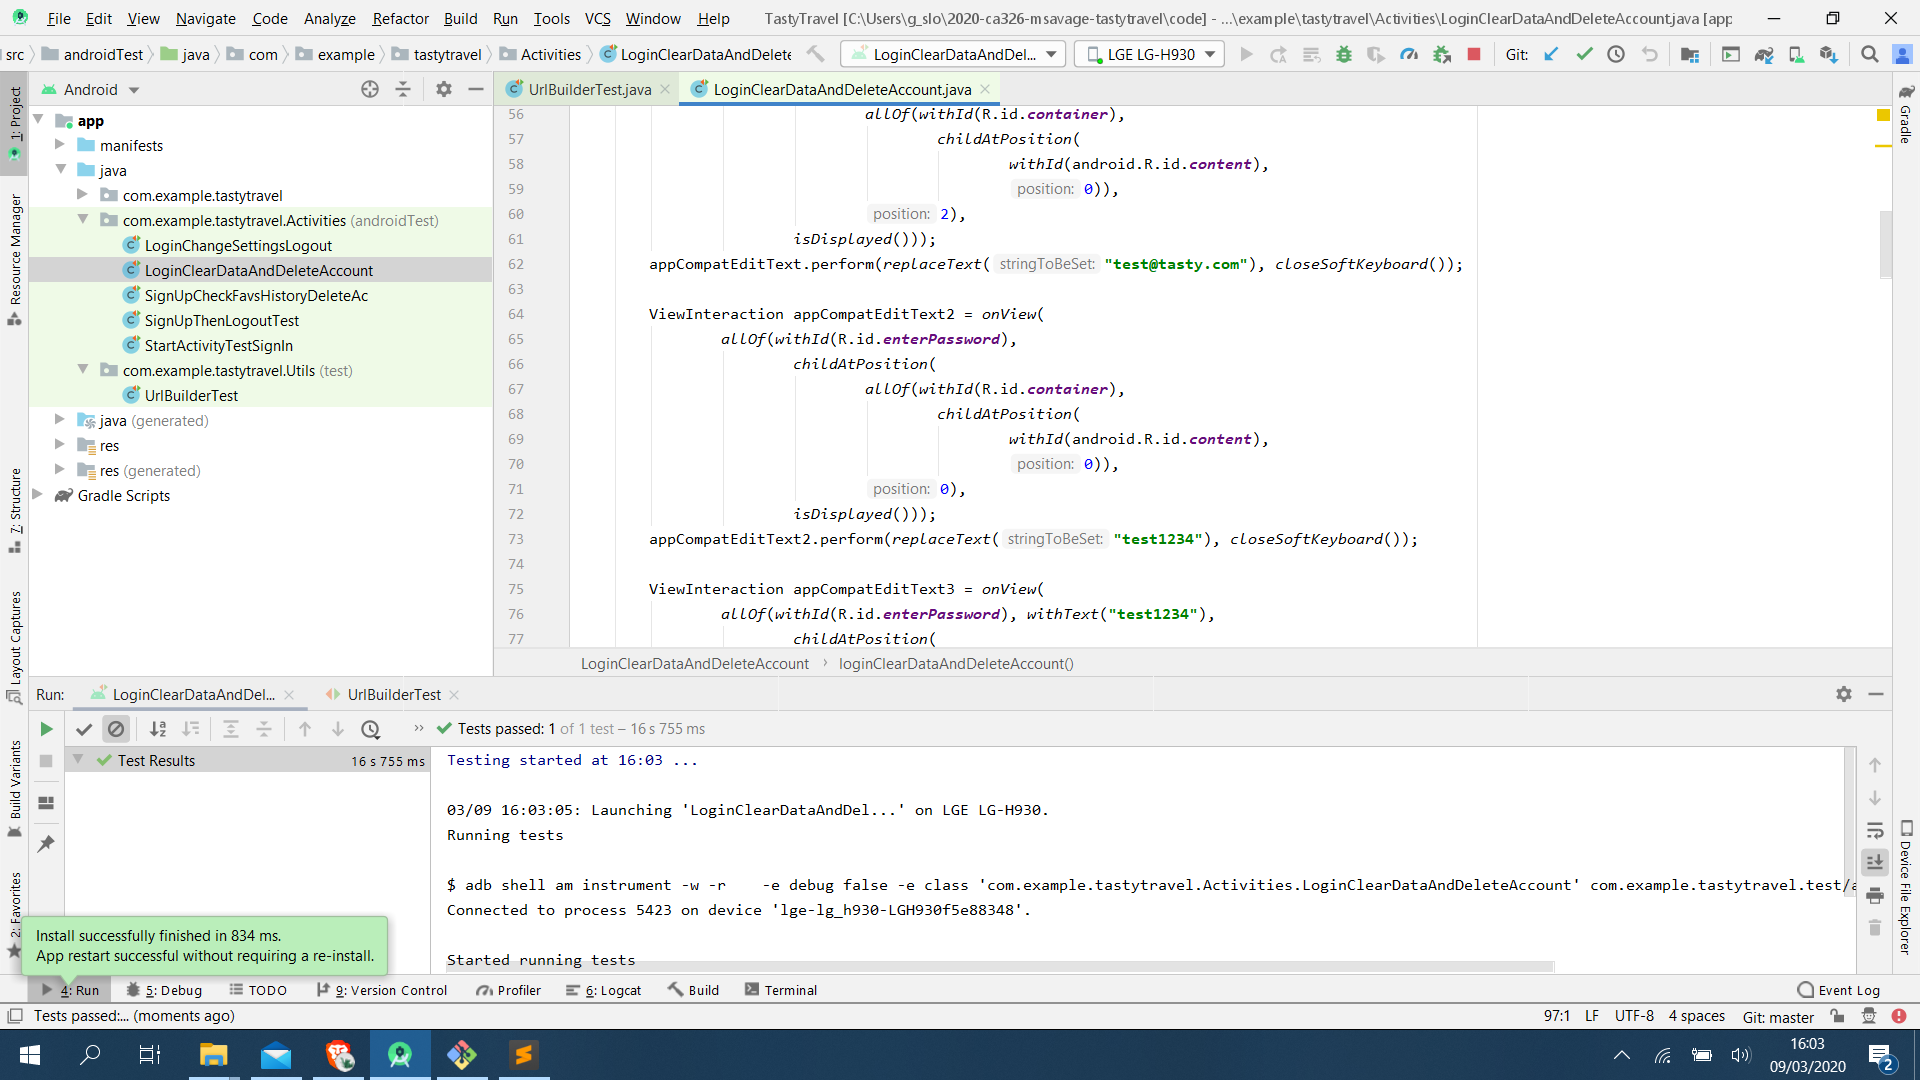 File Edit View Navigate Code Analyze Refactor Build Run Tools VCS Window Help TastyTravel [C:\Users\g_slo\2020-ca326-msavage-tastytravel\code] - ...\example\tastytravel\Activities\LoginClearDataAndDeleteAccount.java [app
src androidTest java com example tastytravel Activities LoginClearDataAndDelete LoginClearDataAndDel... LGE LG-H930 Git:
Android
UrlBuilderTest.java LoginClearDataAndDeleteAccount.java
1: Project
Resource Manager
7: Structure
Layout Captures
Build Variants
2: Favorites
app
manifests
java
com.example.tastytravel
com.example.tastytravel.Activities (androidTest)
LoginChangeSettingsLogout
LoginClearDataAndDeleteAccount
SignUpCheckFavsHistoryDeleteAc
SignUpThenLogoutTest
StartActivityTestSignIn
com.example.tastytravel.Utils (test)
UrlBuilderTest
java (generated)
res
res (generated)
Gradle Scripts
56 allOf(withId(R.id.container),
57 childAtPosition(
58 withId(android.R.id.content),
59 position: 0)),
60 position: 2),
61 isDisplayed()));
62 appCompatEditText.perform(replaceText( stringToBeSet: "test@tasty.com"), closeSoftKeyboard());
63
64 ViewInteraction appCompatEditText2 = onView(
65 allOf(withId(R.id.enterPassword),
66 childAtPosition(
67 allOf(withId(R.id.container),
68 childAtPosition(
69 withId(android.R.id.content),
70 position: 0)),
71 position: 0),
72 isDisplayed()));
73 appCompatEditText2.perform(replaceText( stringToBeSet: "test1234"), closeSoftKeyboard());
74
75 ViewInteraction appCompatEditText3 = onView(
76 allOf(withId(R.id.enterPassword), withText("test1234"),
77 childAtPosition(
LoginClearDataAndDeleteAccount loginClearDataAndDeleteAccount()
Gradle
Device File Explorer
Run: LoginClearDataAndDel... UrlBuilderTest
Tests passed: 1 of 1 test – 16 s 755 ms
Test Results 16 s 755 ms
Testing started at 16:03 ...
03/09 16:03:05: Launching 'LoginClearDataAndDel...' on LGE LG-H930.
Running tests
$ adb shell am instrument -w -r -e debug false -e class 'com.example.tastytravel.Activities.LoginClearDataAndDeleteAccount' com.example.tastytravel.test/a
Connected to process 5423 on device 'lge-lg_h930-LGH930f5e88348'.
Started running tests
Install successfully finished in 834 ms.
App restart successful without requiring a re-install.
4: Run 5: Debug TODO 9: Version Control Profiler 6: Logcat Build Terminal Event Log
Tests passed:... (moments ago) 97:1 LF UTF-8 4 spaces Git: master
16:03
09/03/2020
2